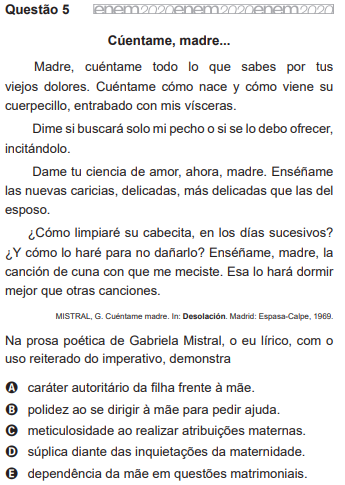 Questão 5
enem2020enem2020enem2020
Cúentame, madre...
Madre, cuéntame todo lo que sabes por tus
viejos dolores. Cuéntame cómo nace y cómo viene su
cuerpecillo, entrabado con mis vísceras.
Dime si buscará solo mi pecho o si se lo debo ofrecer,
incitándolo.
Dame tu ciencia de amor, ahora, madre. Enséñame
las nuevas caricias, delicadas, más delicadas que las del
esposo.
¿Cómo limpiaré su cabecita, en los días sucesivos?
¿Y cómo lo haré para no dañarlo? Enséñame, madre, la
canción de cuna con que me meciste. Esa lo hará dormir
mejor que otras canciones.
MISTRAL, G. Cuéntame madre. In: Desolación. Madrid: Espasa-Calpe, 1969.
Na prosa poética de Gabriela Mistral, o eu lírico, com o
uso reiterado do imperativo, demonstra
A caráter autoritário da filha frente à mãe.
B polidez ao se dirigir à mãe para pedir ajuda.
C meticulosidade ao realizar atribuições maternas.
D súplica diante das inquietações da maternidade.
E dependência da mãe em questões matrimoniais.